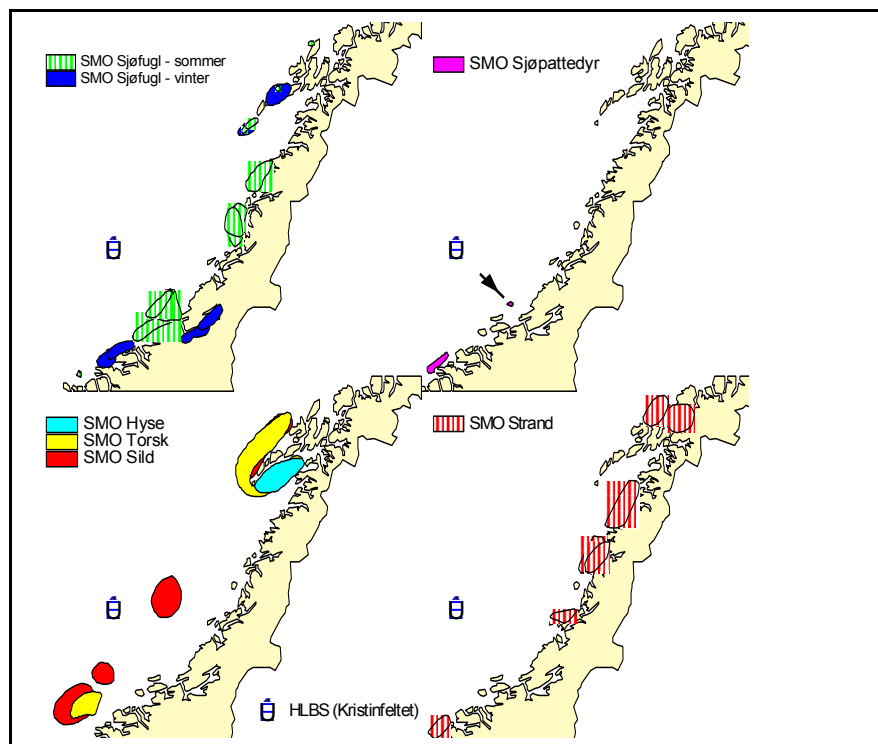 SMO Sjøfugl - sommer
SMO Sjøfugl - vinter
SMO Sjøpattedyr
SMO Hyse
SMO Torsk
SMO Sild
SMO Strand
HLBS (Kristinfeltet)